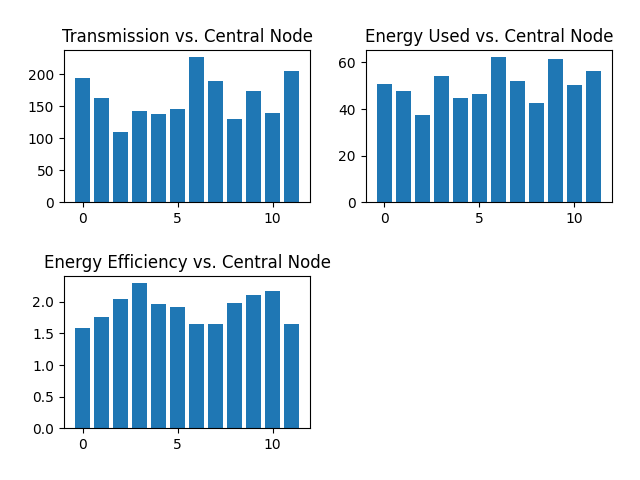 Transmission vs. Central Node
200
150
100
50
0
0 5 10
Energy Used vs. Central Node
60
40
20
0
0 5 10
Energy Efficiency vs. Central Node
2.0
1.5
1.0
0.5
0.0
0 5 10